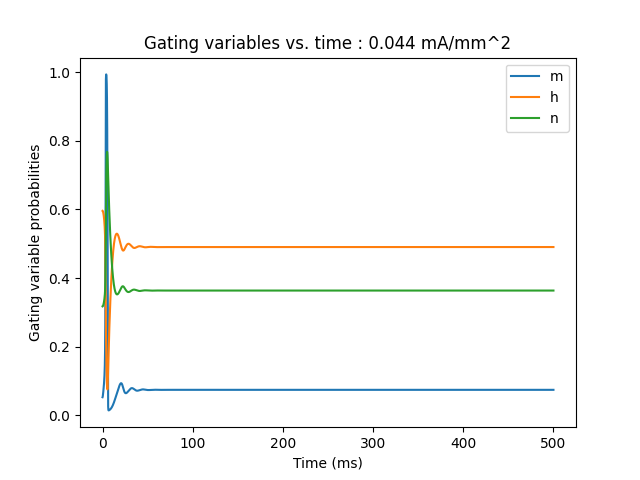 Gating variables vs. time : 0.044 mA/mm^2
m
h
n
Gating variable probabilities
1.0
0.8
0.6
0.4
0.2
0.0
0 100 200 300 400 500
Time (ms)